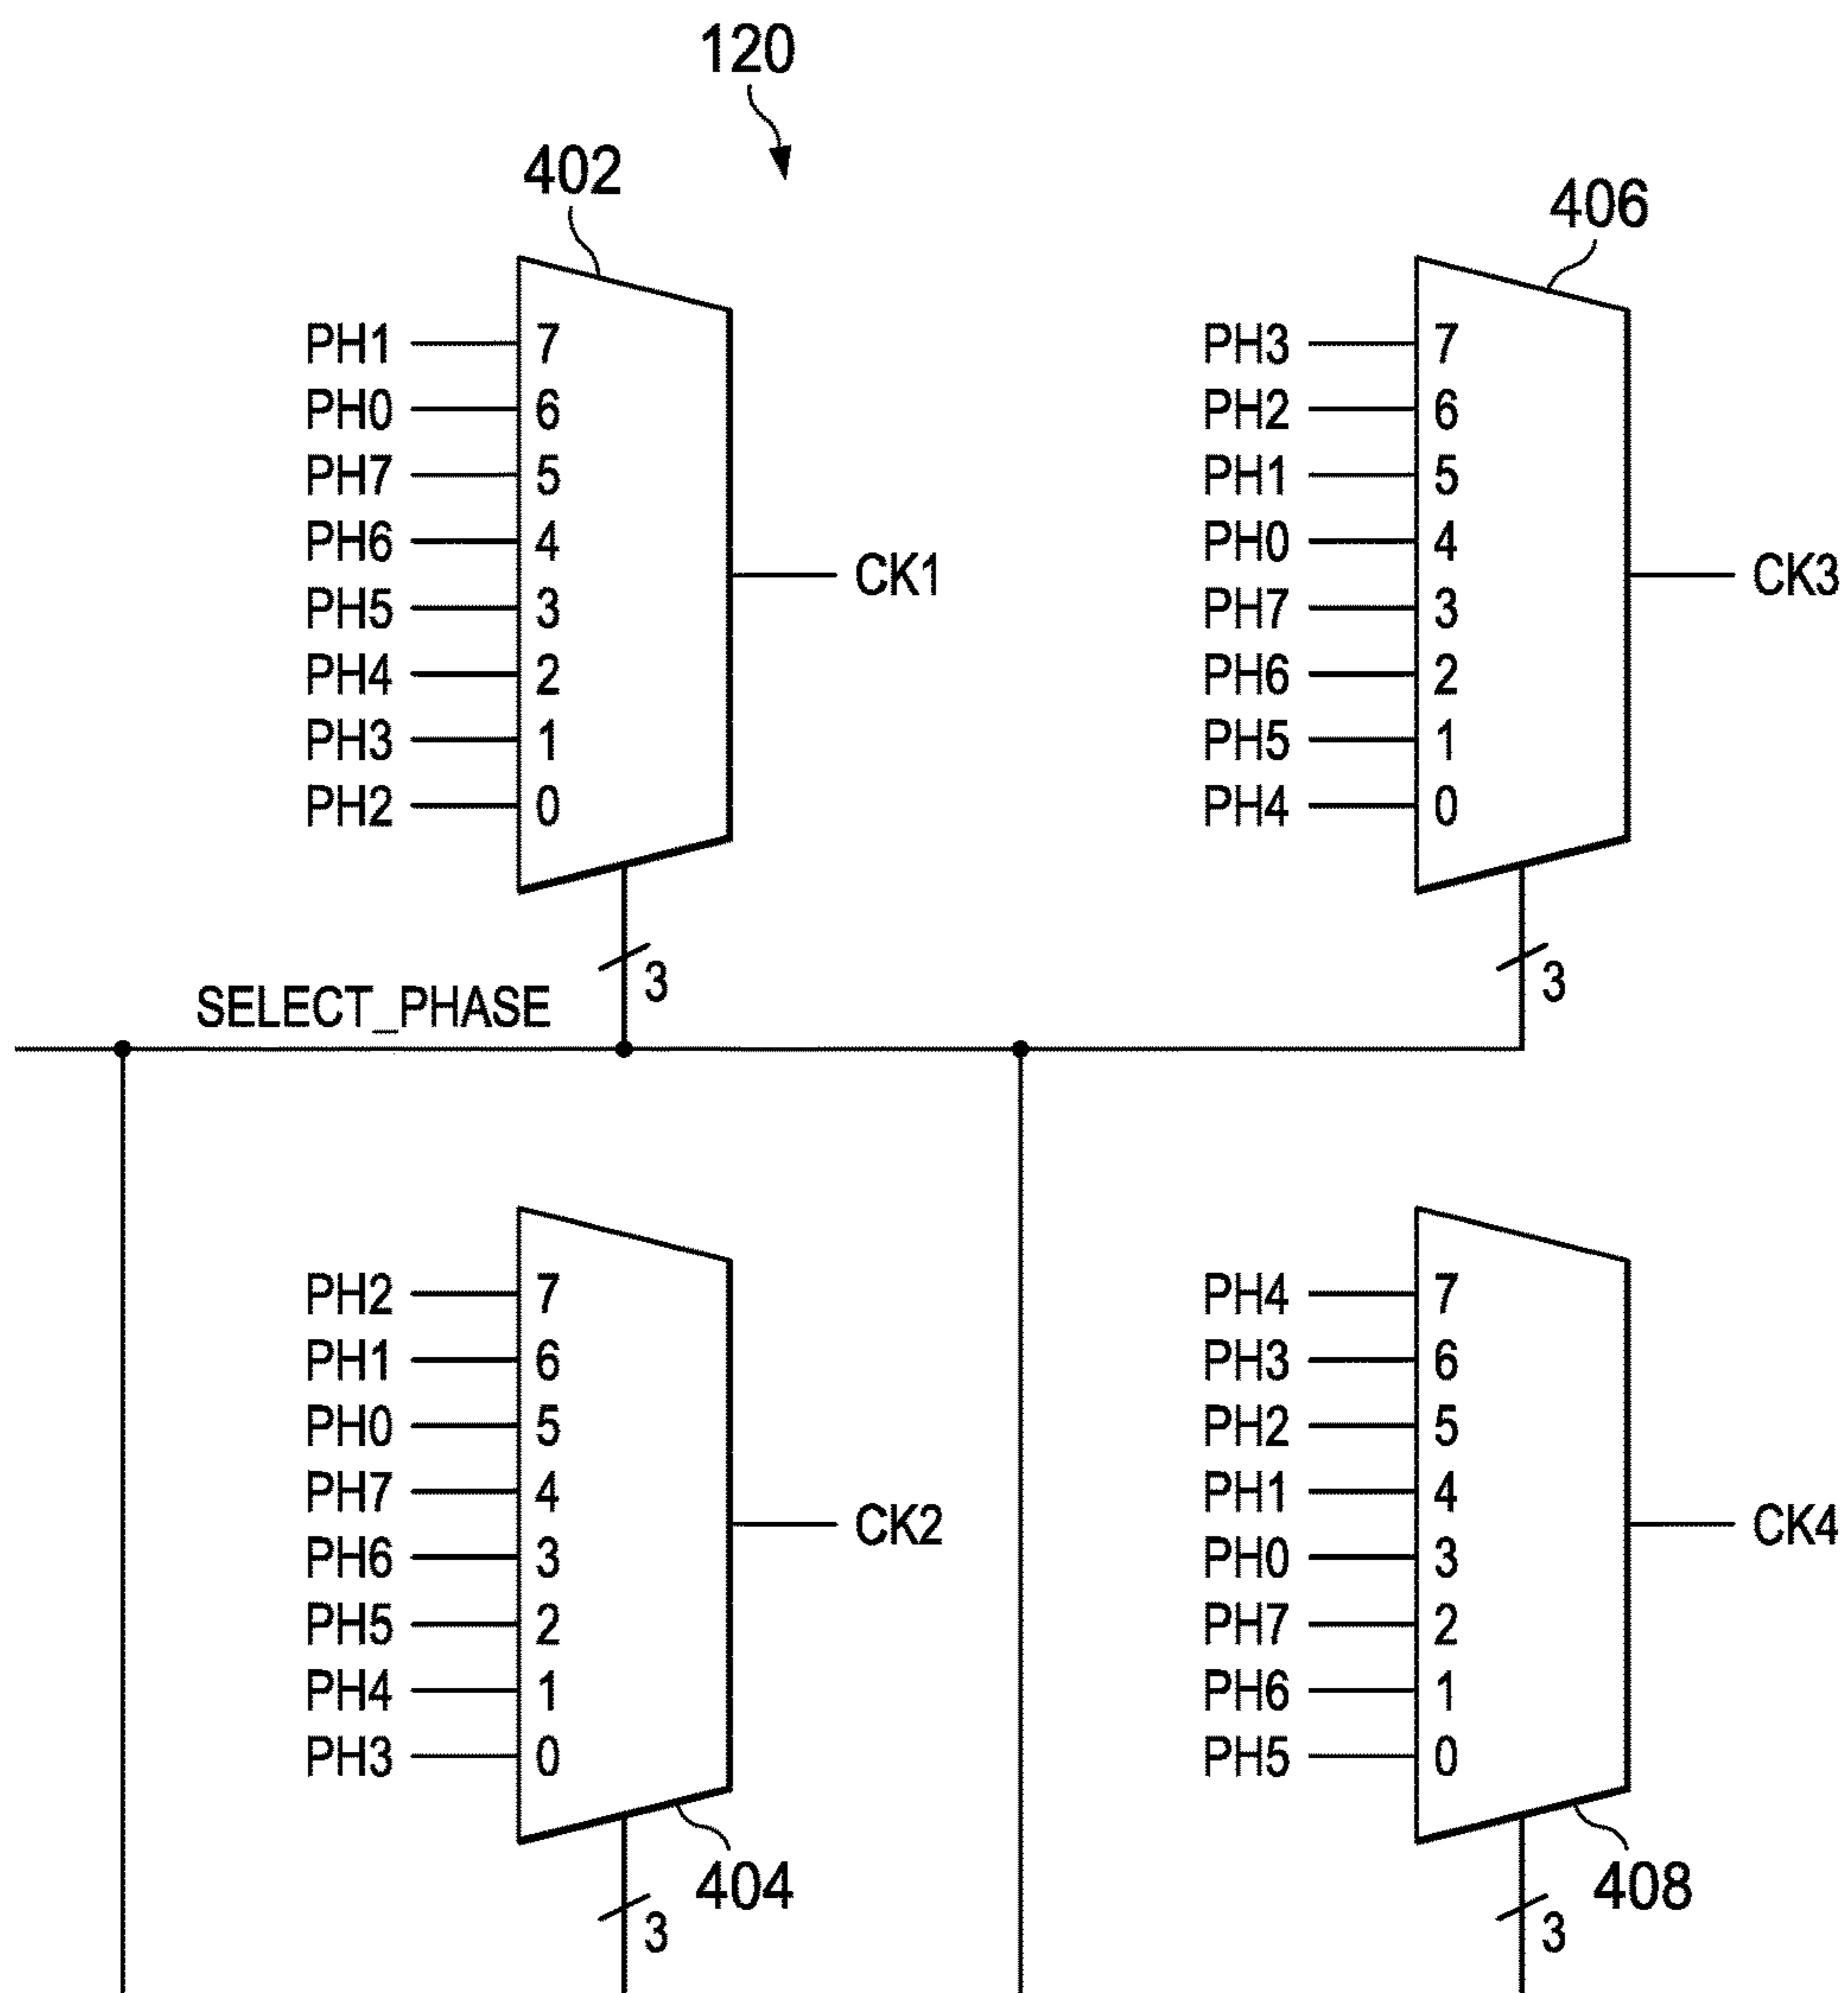 120
402
PH1 7
PH0 6
PH7 5
PH6 4
PH5 3
PH4 2
PH3 1
PH2 0
CK1
3
406
PH3 7
PH2 6
PH1 5
PH0 4
PH7 3
PH6 2
PH5 1
PH4 0
CK3
3
SELECT_PHASE
PH2 7
PH1 6
PH0 5
PH7 4
PH6 3
PH5 2
PH4 1
PH3 0
CK2
404
3
PH4 7
PH3 6
PH2 5
PH1 4
PH0 3
PH7 2
PH6 1
PH5 0
CK4
408
3